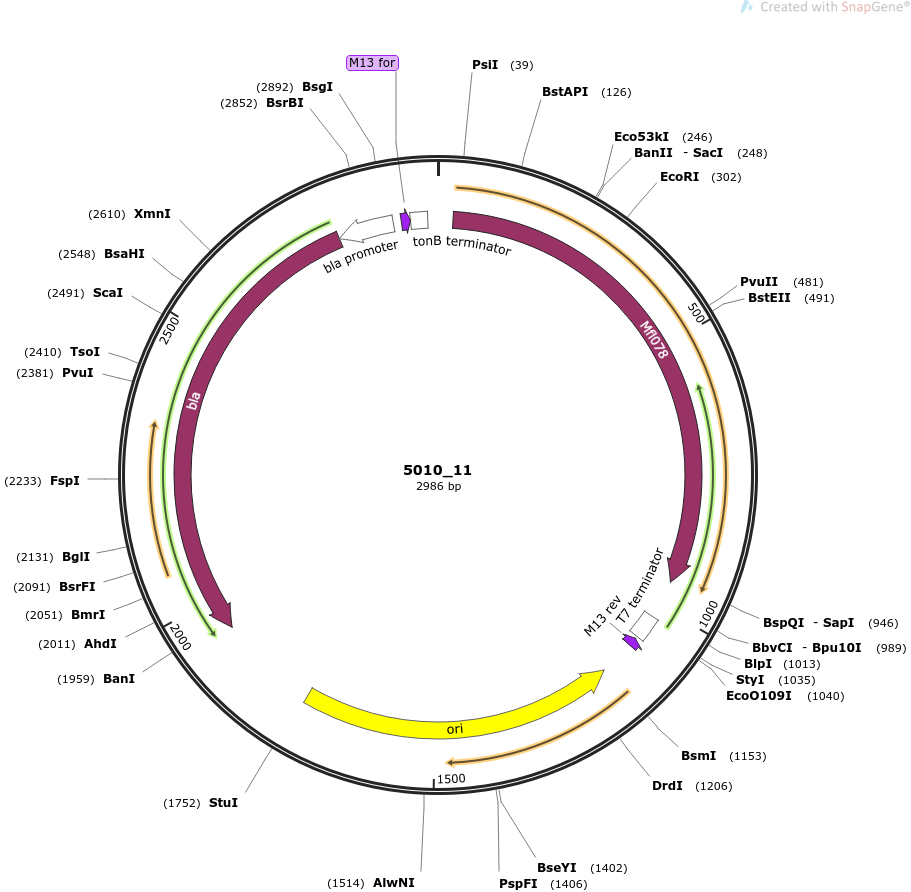 Created with SnapGene®
M13 for
PsiI (39)
(2892) BsgI
BstAPI (126)
(2852) BsrBI
Eco53kI (246)
BanII - SacI (248)
EcoRI (302)
(2610) XmnI
tonB terminator
bla promoter
(2548) BsaHI
PvuII (481)
(2491) ScaI
BstEII (491)
500
2500
Mfl078
(2410) TsoI
(2381) PvuI
bla
5010_11
2986 bp
(2233) FspI
(2131) BglI
T7 terminator
(2091) BsrFI
M13 rev
(2051) BmrI
1000
BspQI - SapI (946)
2000
(2011) AhdI
BbvCI - Bpu10I (989)
BlpI (1013)
(1959) BanI
StyI (1035)
EcoO109I (1040)
ori
BsmI (1153)
1500
DrdI (1206)
(1752) StuI
BseYI (1402)
(1514) AlwNI
PspFI (1406)